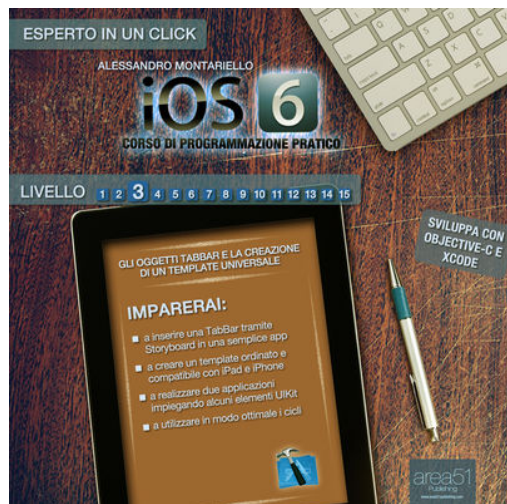 ESPERTO IN UN CLICK
ALESSANDRO MONTARIELLO
iOS 6
CORSO DI PROGRAMMAZIONE PRATICO
LIVELLO 1 2 3 4 5 6 7 8 9 10 11 12 13 14 15
SVILUPPA CON
OBJECTIVE-C E
XCODE
GLI OGGETTI TABBAR E LA CREAZIONE
DI UN TEMPLATE UNIVERSALE
IMPARERAI:
a inserire una TabBar tramite
Storyboard in una semplice app
a creare un template ordinato e
compatibile con iPad e iPhone
a realizzare due applicazioni
impiegando alcuni elementi UIKit
a utilizzare in modo ottimale i cicli
area51
Publishing